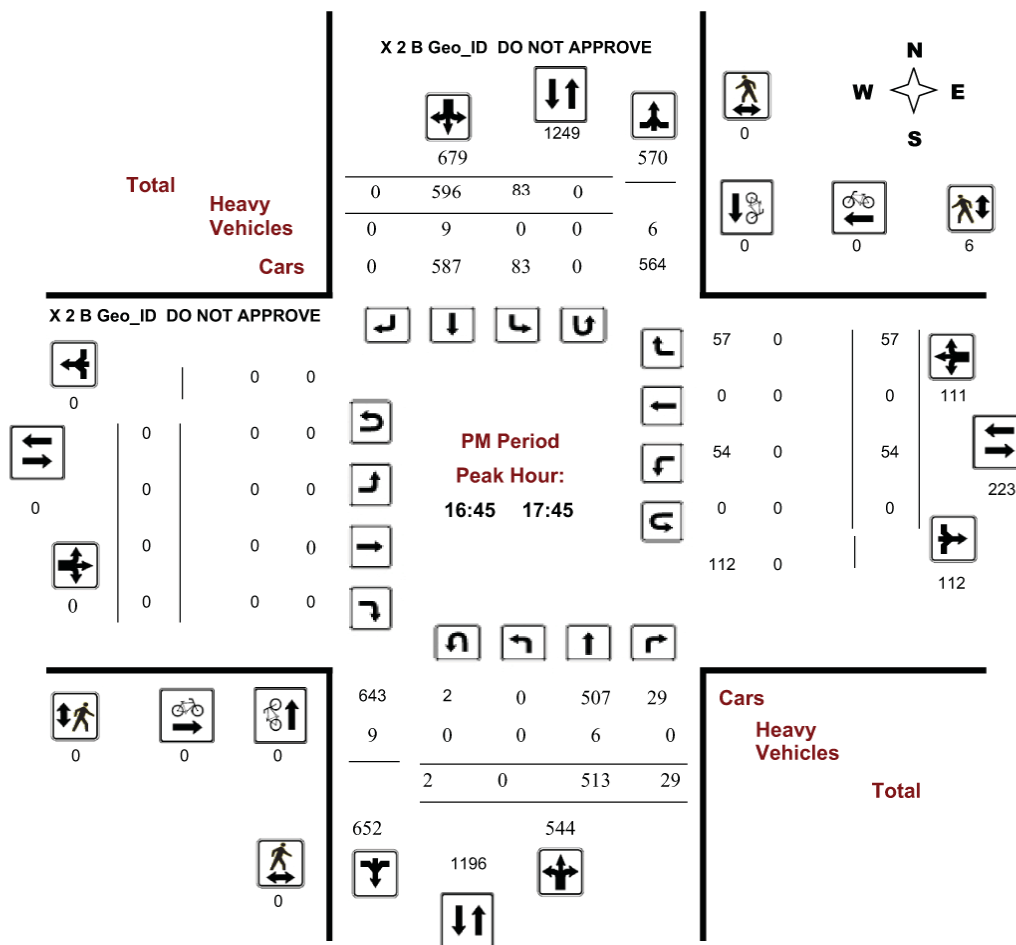 X 2 B Geo_ID DO NOT APPROVE
N
W E
S
1249
0
679 570
Total 0 596 83 0
Heavy
Vehicles 0 9 0 0 6
Cars 0 587 83 0 564
0 0 6
X 2 B Geo_ID DO NOT APPROVE
57 0 57
0 0 0
0 0 0 0 111
0 0 0
PM Period
54 0 54
Peak Hour:
0 0 0 223
16:45 17:45
0 0 0
0
0 0 0
112 0 112
0 0 0 0
643 2 0 507 29 Cars
9 0 0 6 0 Heavy
Vehicles
0 0 0
2 0 513 29 Total
652 544
1196
0